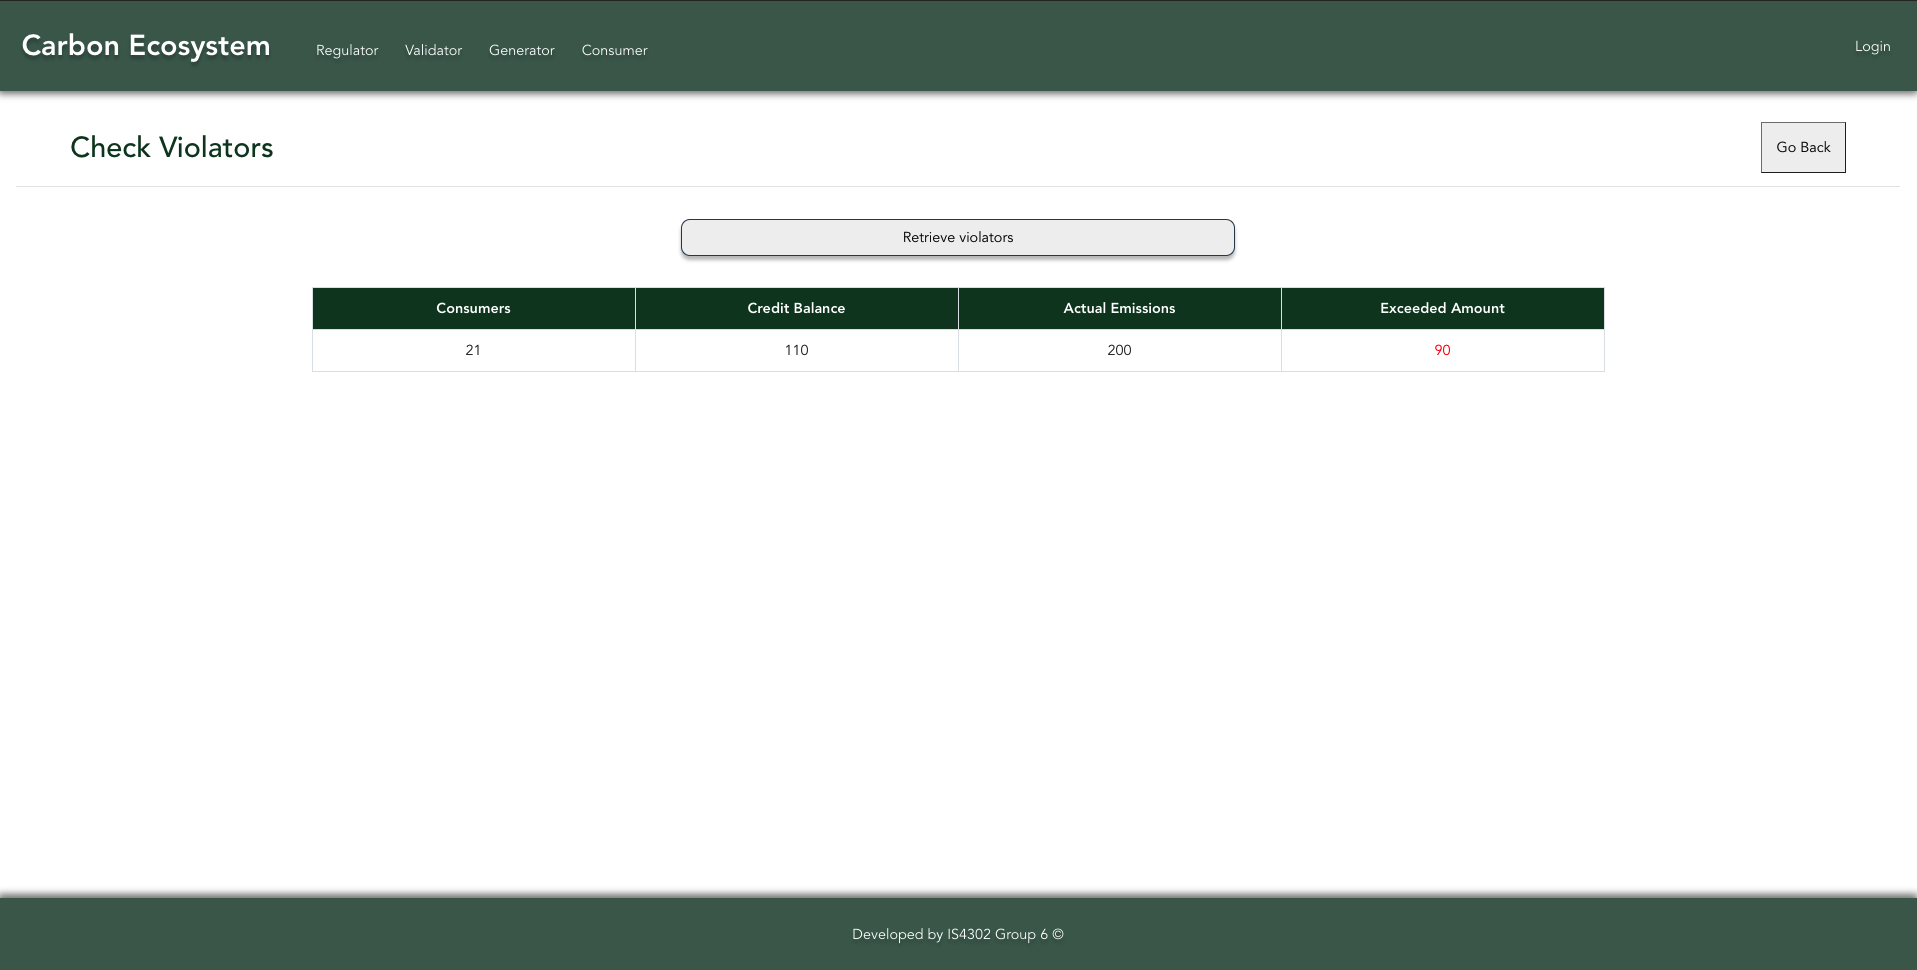 Carbon Ecosystem Regulator Validator Generator Consumer Login
Check Violators Go Back
Retrieve violators
Consumers Credit Balance Actual Emissions Exceeded Amount
21 110 200 90
Developed by IS4302 Group 6 ©